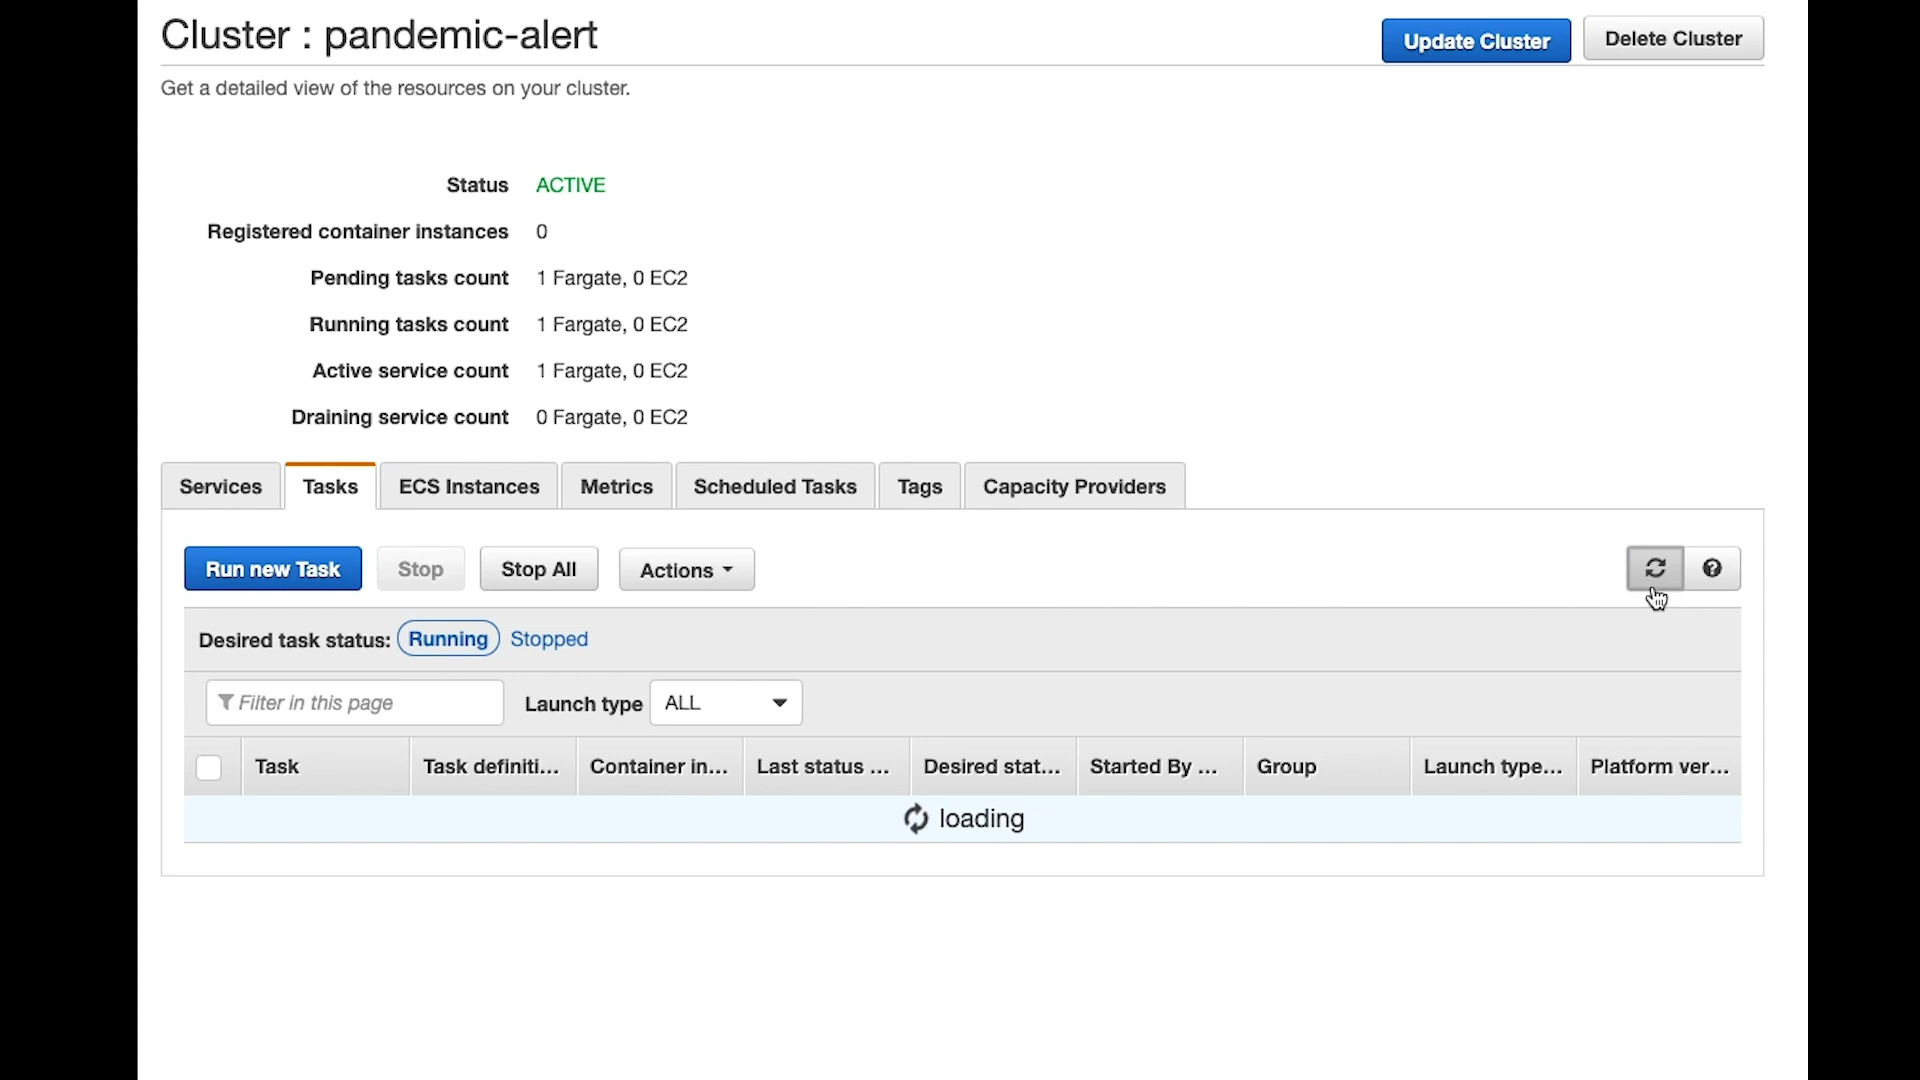 Cluster : pandemic-alert
Update Cluster
Delete Cluster
Get a detailed view of the resources on your cluster.
Status ACTIVE
Registered container instances 0
Pending tasks count 1 Fargate, 0 EC2
Running tasks count 1 Fargate, 0 EC2
Active service count 1 Fargate, 0 EC2
Draining service count 0 Fargate, 0 EC2
Services Tasks ECS Instances Metrics Scheduled Tasks Tags Capacity Providers
Run new Task Stop Stop All Actions
Desired task status: Running Stopped
Filter in this page Launch type ALL
Task Task definiti... Container in... Last status ... Desired stat... Started By ... Group Launch type... Platform ver...
loading